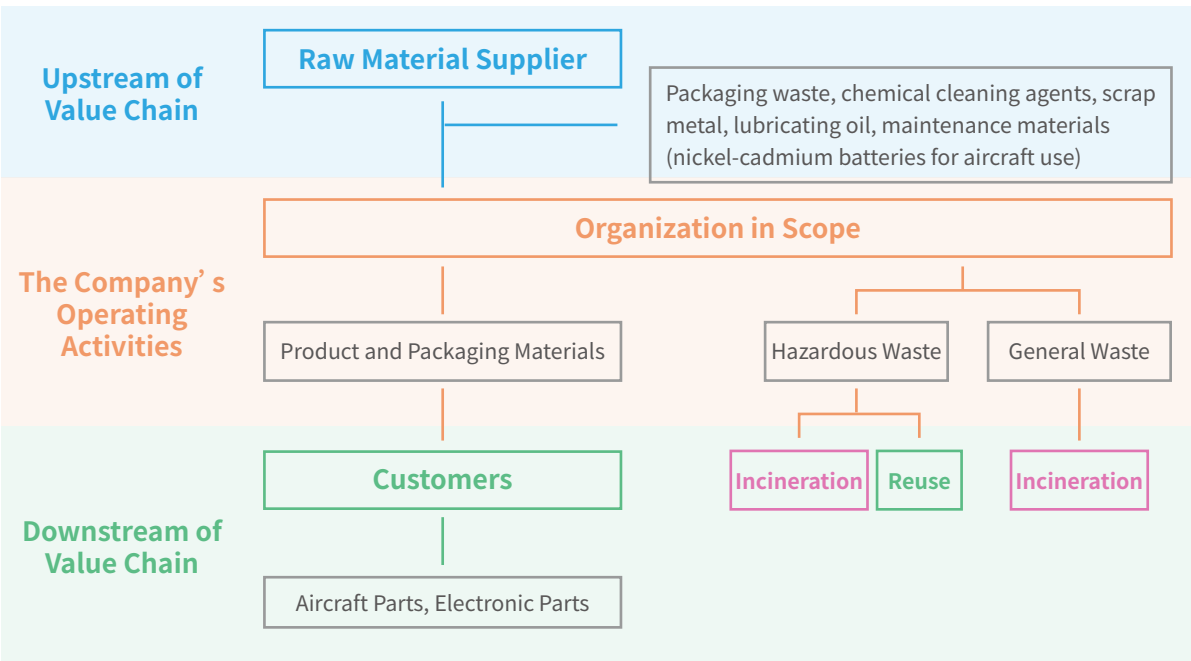 Upstream of
Value Chain
Raw Material Supplier
Packaging waste, chemical cleaning agents, scrap
metal, lubricating oil, maintenance materials
(nickel-cadmium batteries for aircraft use)
The Company’s
Operating
Activities
Organization in Scope
Product and Packaging Materials
Hazardous Waste
General Waste
Downstream of
Value Chain
Customers
Incineration
Reuse
Incineration
Aircraft Parts, Electronic Parts